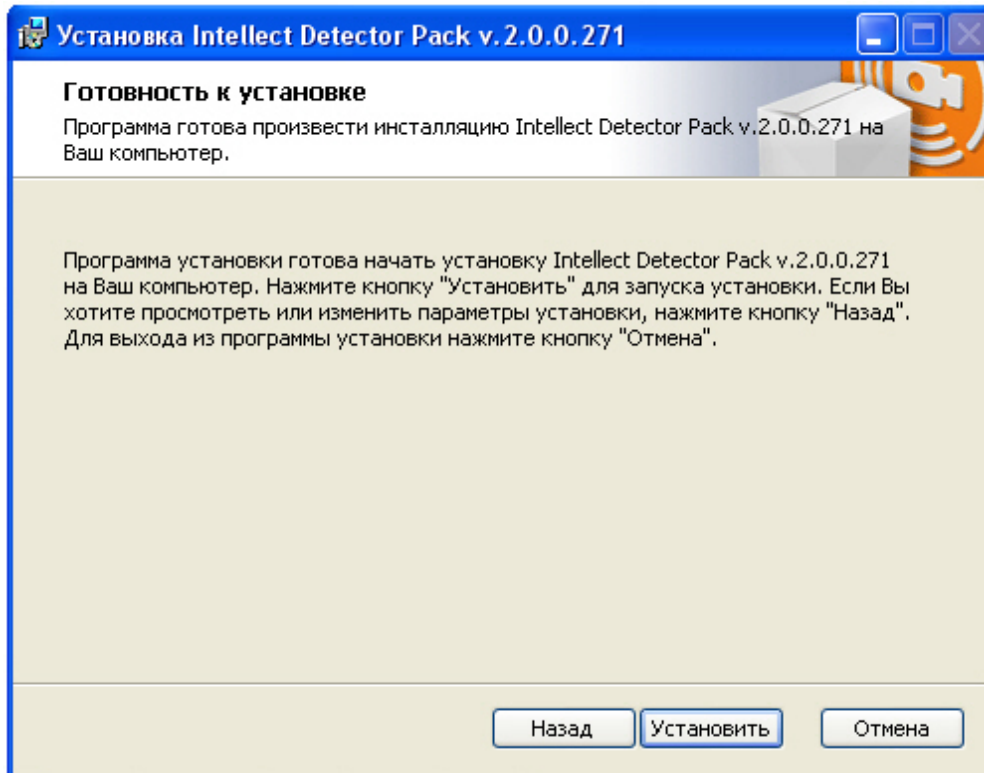 Установка Intellect Detector Pack v.2.0.0.271
Готовность к установке
Программа готова произвести инсталляцию Intellect Detector Pack v.2.0.0.271 на
Ваш компьютер.
Программа установки готова начать установку Intellect Detector Pack v.2.0.0.271
на Ваш компьютер. Нажмите кнопку "Установить" для запуска установки. Если Вы
хотите просмотреть или изменить параметры установки, нажмите кнопку "Назад".
Для выхода из программы установки нажмите кнопку "Отмена".
Назад
Установить
Отмена